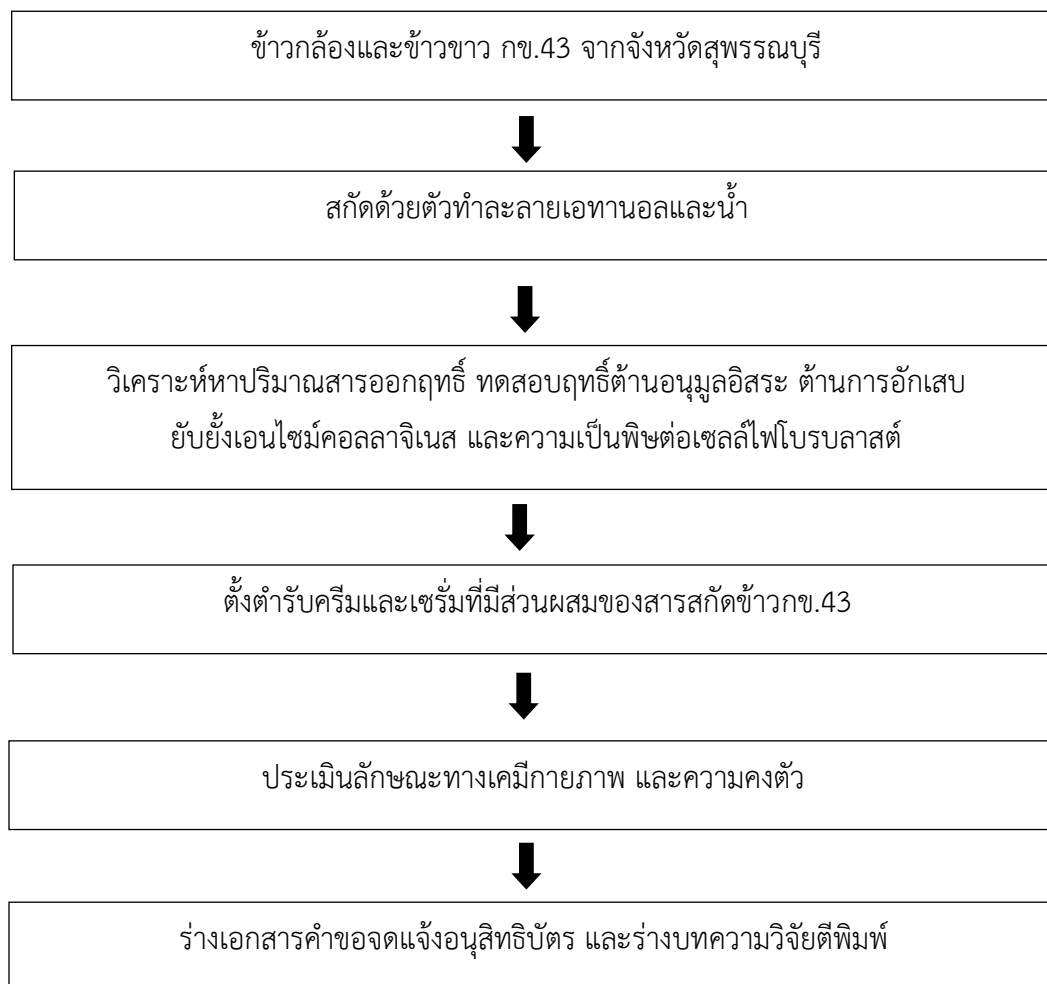 ข้าวกล้องและข้าวขาว กข.43 จากจังหวัดสุพรรณบุรี
สกัดด้วยตัวทำละลายเอทานอลและน้ำ
วิเคราะห์หาปริมาณสารออกฤทธิ์ ทดสอบฤทธิ์ต้านอนุมูลอิสระ ต้านการอักเสบ
ยับยั้งเอนไซม์คอลลาจิเนส และความเป็นพิษต่อเซลล์ไฟโบรบลาสต์
ตั้งตำรับครีมและเซรั่มที่มีส่วนผสมของสารสกัดข้าวกข.43
ประเมินลักษณะทางเคมีกายภาพ และความคงตัว
ร่างเอกสารคำขอจดแจ้งอนุสิทธิบัตร และร่างบทความวิจัยตีพิมพ์